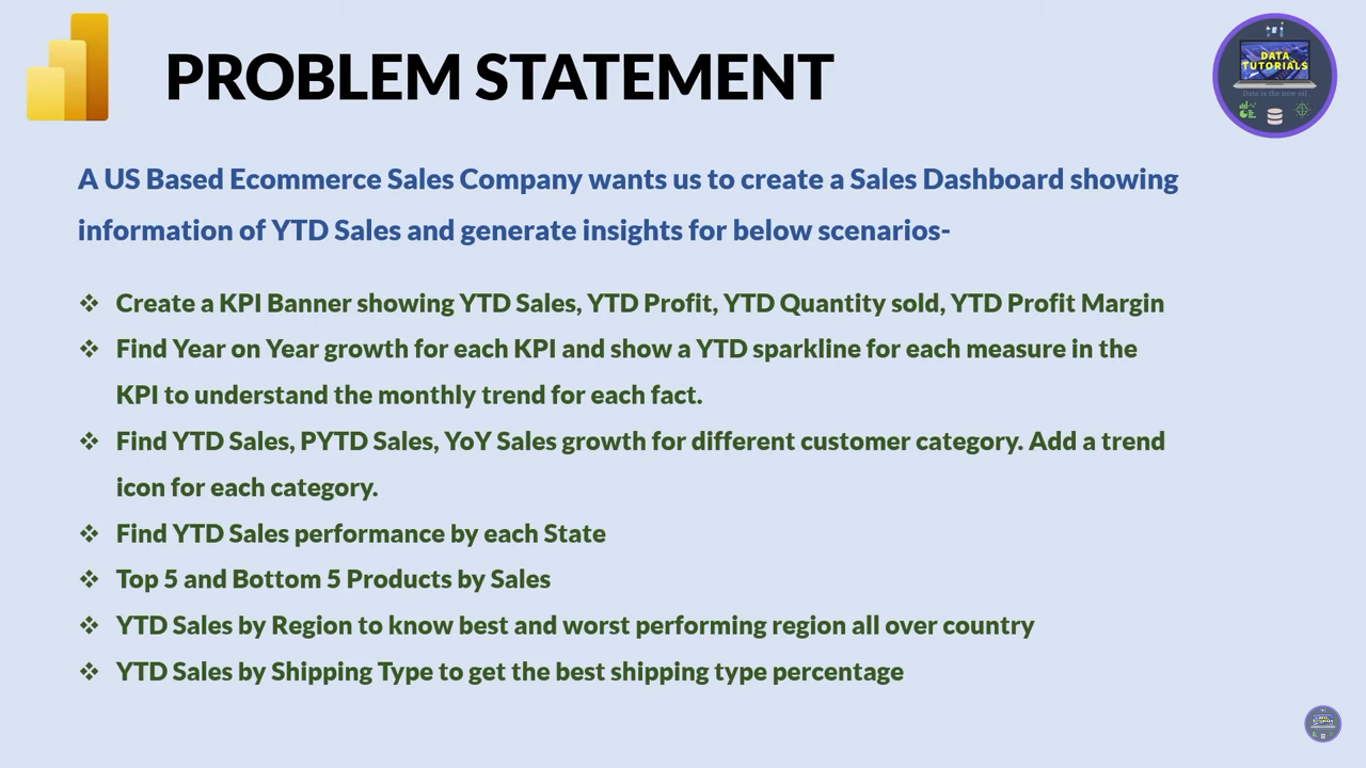 PROBLEM STATEMENT
DATA
TUTORIALS
Data is the new oil
A US Based Ecommerce Sales Company wants us to create a Sales Dashboard showing
information of YTD Sales and generate insights for below scenarios-
❖ Create a KPI Banner showing YTD Sales, YTD Profit, YTD Quantity sold, YTD Profit Margin
❖ Find Year on Year growth for each KPI and show a YTD sparkline for each measure in the
KPI to understand the monthly trend for each fact.
❖ Find YTD Sales, PYTD Sales, YoY Sales growth for different customer category. Add a trend
icon for each category.
❖ Find YTD Sales performance by each State
❖ Top 5 and Bottom 5 Products by Sales
❖ YTD Sales by Region to know best and worst performing region all over country
❖ YTD Sales by Shipping Type to get the best shipping type percentage